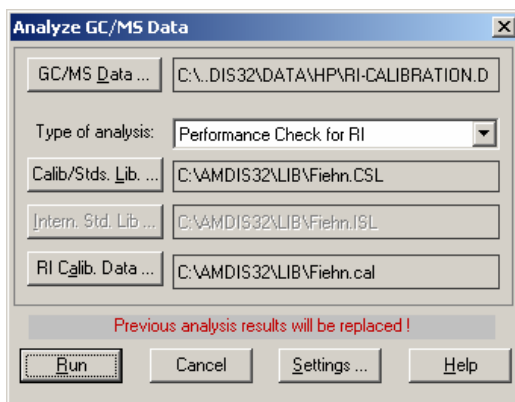 Analyze GC/MS Data
GC/MS Data ... C:\..DIS32\DATA\HP\RI-CALIBRATION.D
Type of analysis: Performance Check for RI
Calib/Stds. Lib. ... C:\AMDIS32\LIB\Fiehn.CSL
Intern. Std. Lib ... C:\AMDIS32\LIB\Fiehn.ISL
RI Calib. Data ... C:\AMDIS32\LIB\Fiehn.cal
Previous analysis results will be replaced !
Run Cancel Settings ... Help